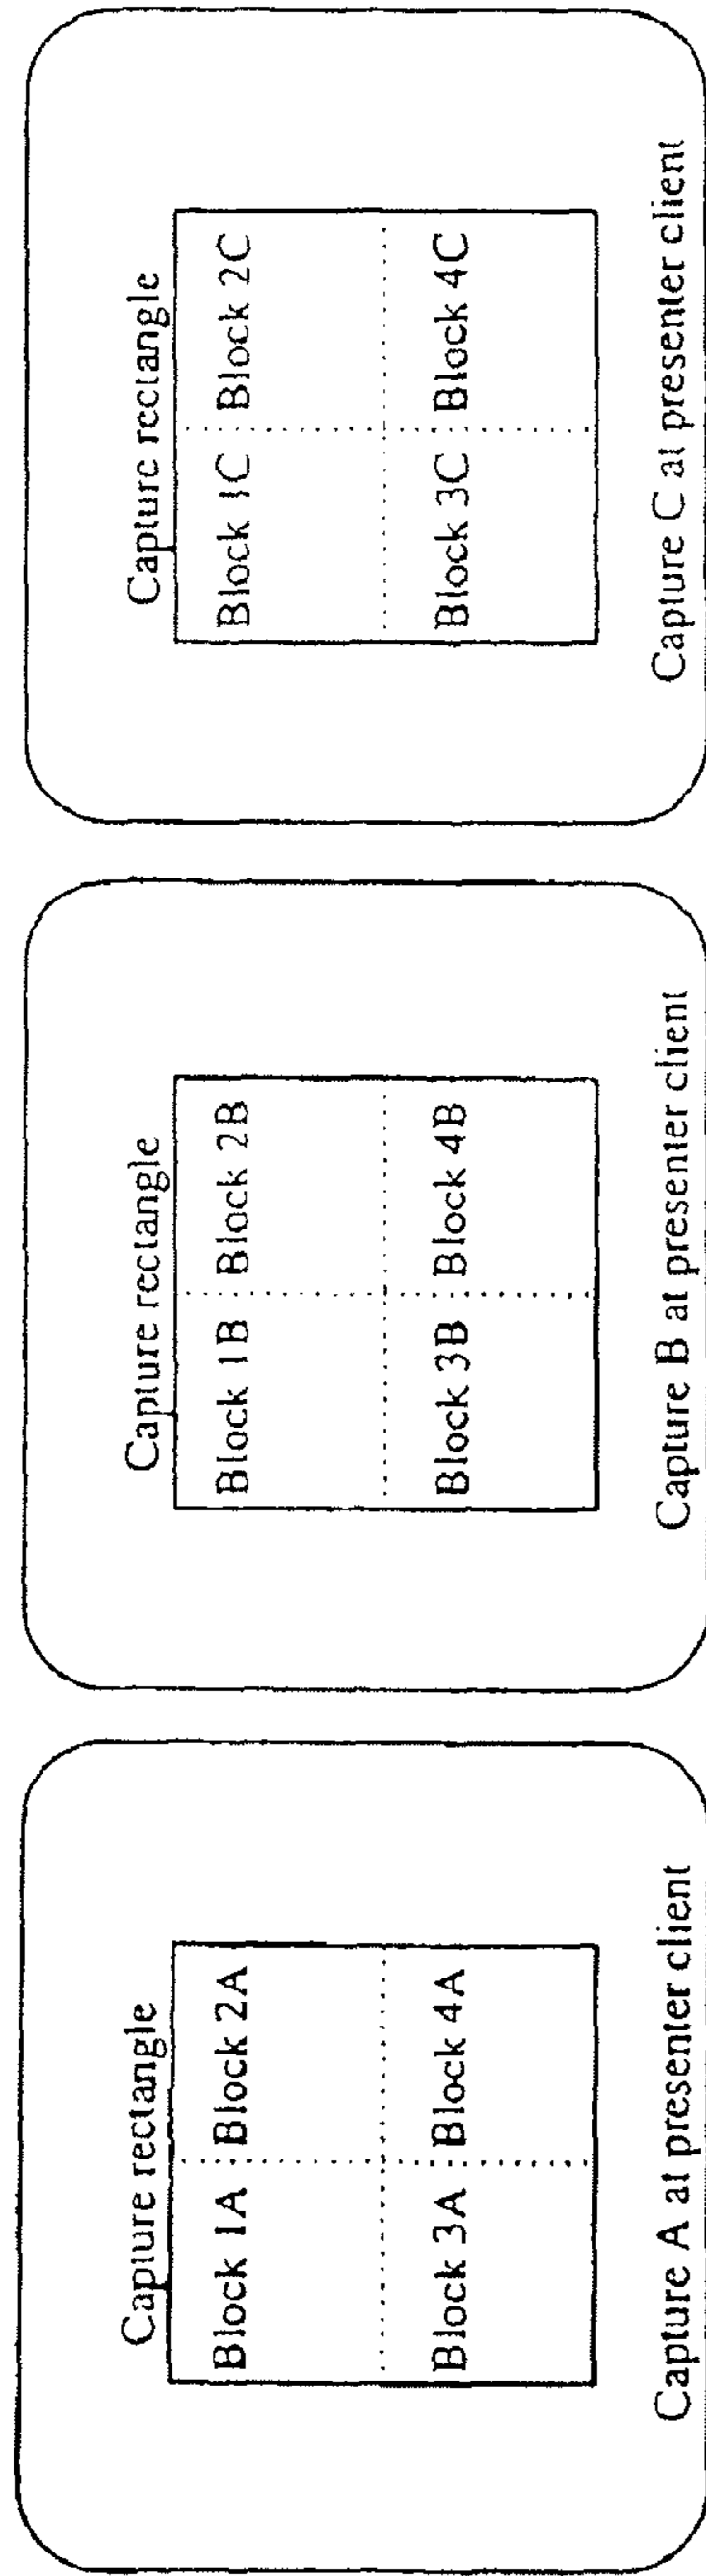 Capture rectangle
Block 1A Block 2A
Block 3A Block 4A
Capture A at presenter client
Capture rectangle
Block 1B Block 2B
Block 3B Block 4B
Capture B at presenter client
Capture rectangle
Block 1C Block 2C
Block 3C Block 4C
Capture C at presenter client